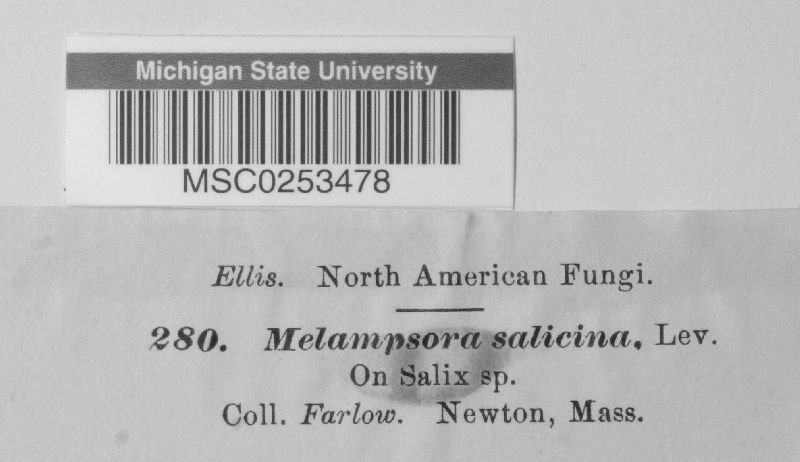 Michigan State University
MSC0253478
Ellis. North American Fungi.
280. Melampsora salicina, Lev.
On Salix sp.
Coll. Farlow. Newton, Mass.